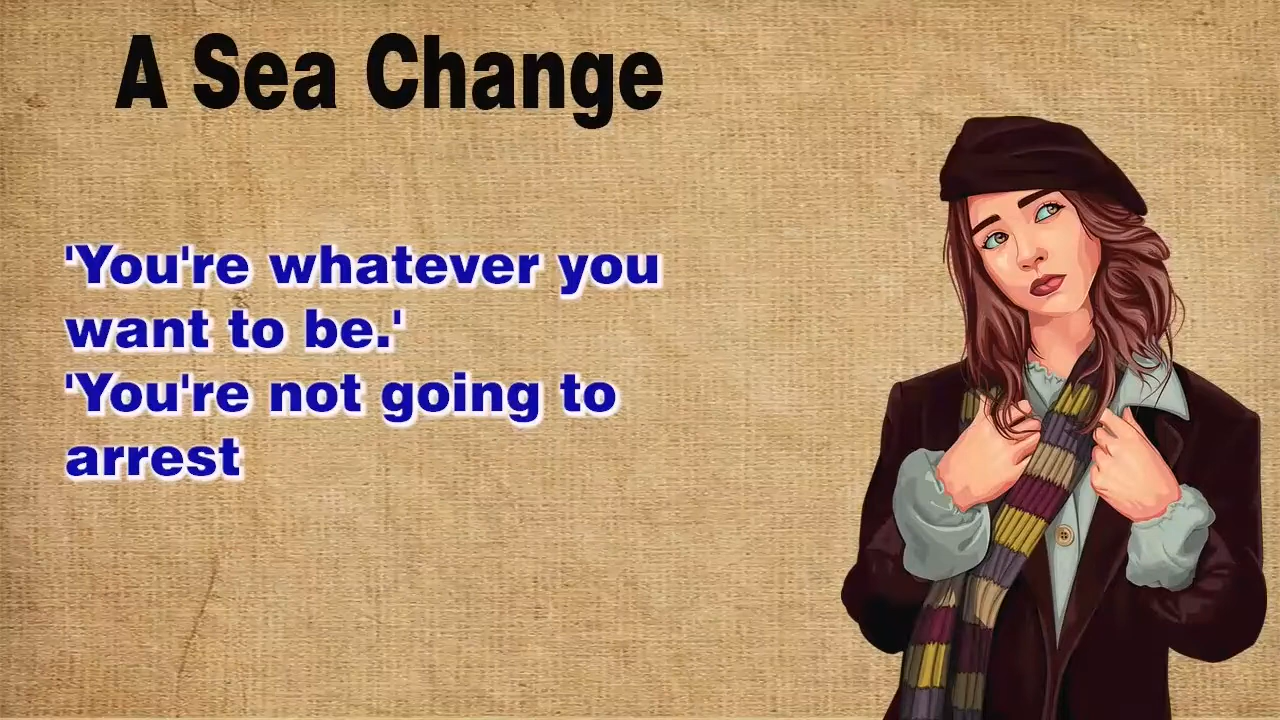 A Sea Change
'You're whatever you
want to be.'
'You're not going to
arrest